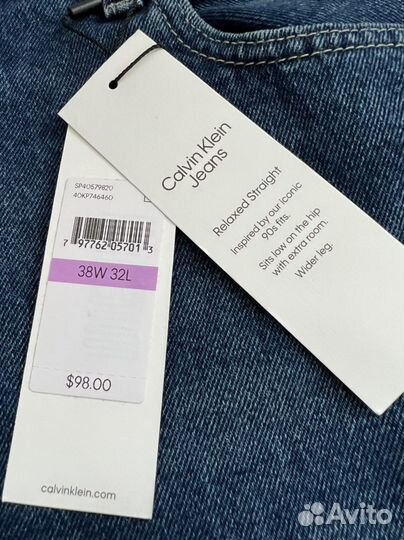 SP40579820
40KP746460
7 97762 05701 3
38W 32L
$98.00
calvinklein.com
Calvin Klein
Jeans
Relaxed Straight
Inspired by our iconic
90s fits.
Sits low on the hip
with extra room.
Wider leg.
Avito